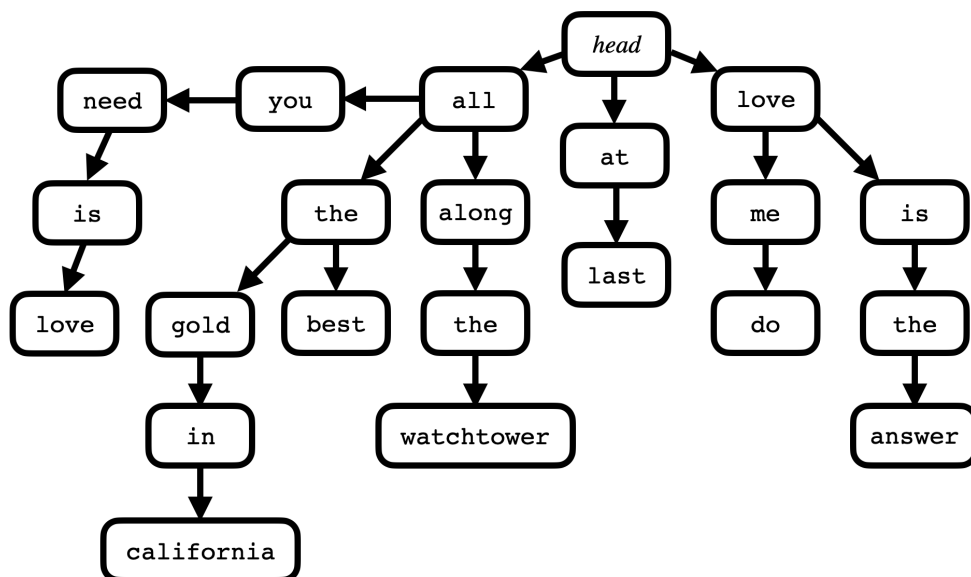 head
need you all love
at
is the along me is
last
love gold best the do the
in watchtower answer
california